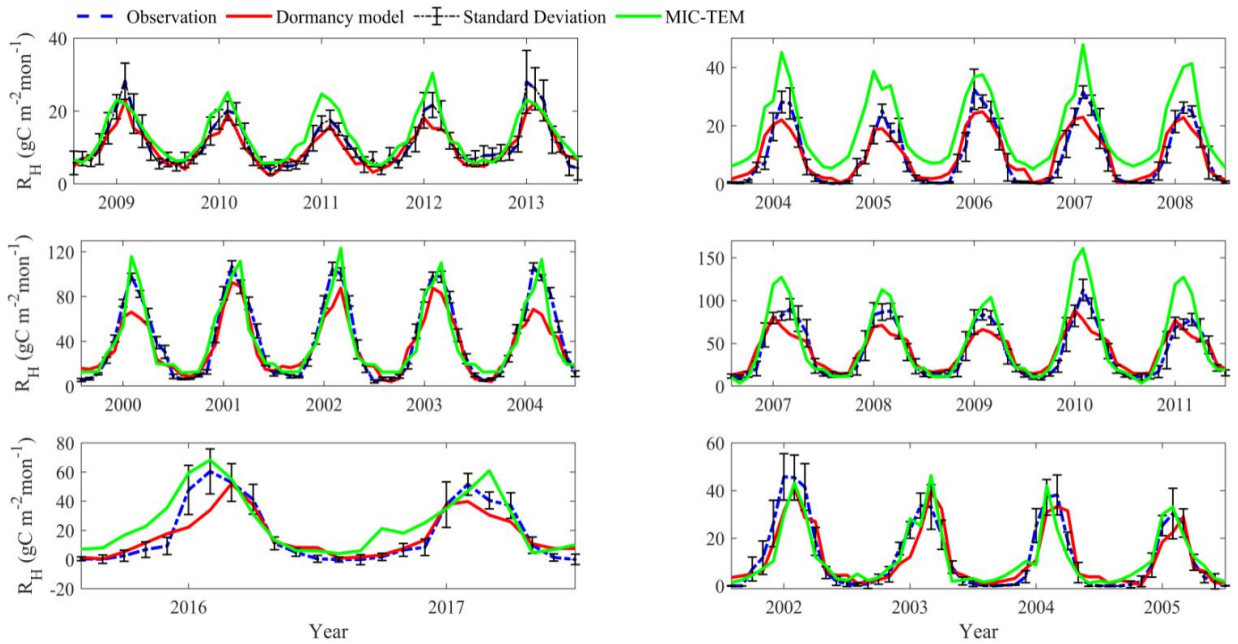 Observation Dormancy model Standard Deviation MIC-TEM
R_H (gC m⁻²mon⁻¹)
40
20
0
2009 2010 2011 2012 2013
40
20
0
2004 2005 2006 2007 2008
R_H (gC m⁻²mon⁻¹)
120
80
40
0
2000 2001 2002 2003 2004
150
100
50
0
2007 2008 2009 2010 2011
R_H (gC m⁻²mon⁻¹)
80
60
40
20
0
-20
2016 2017
Year
60
40
20
0
2002 2003 2004 2005
Year